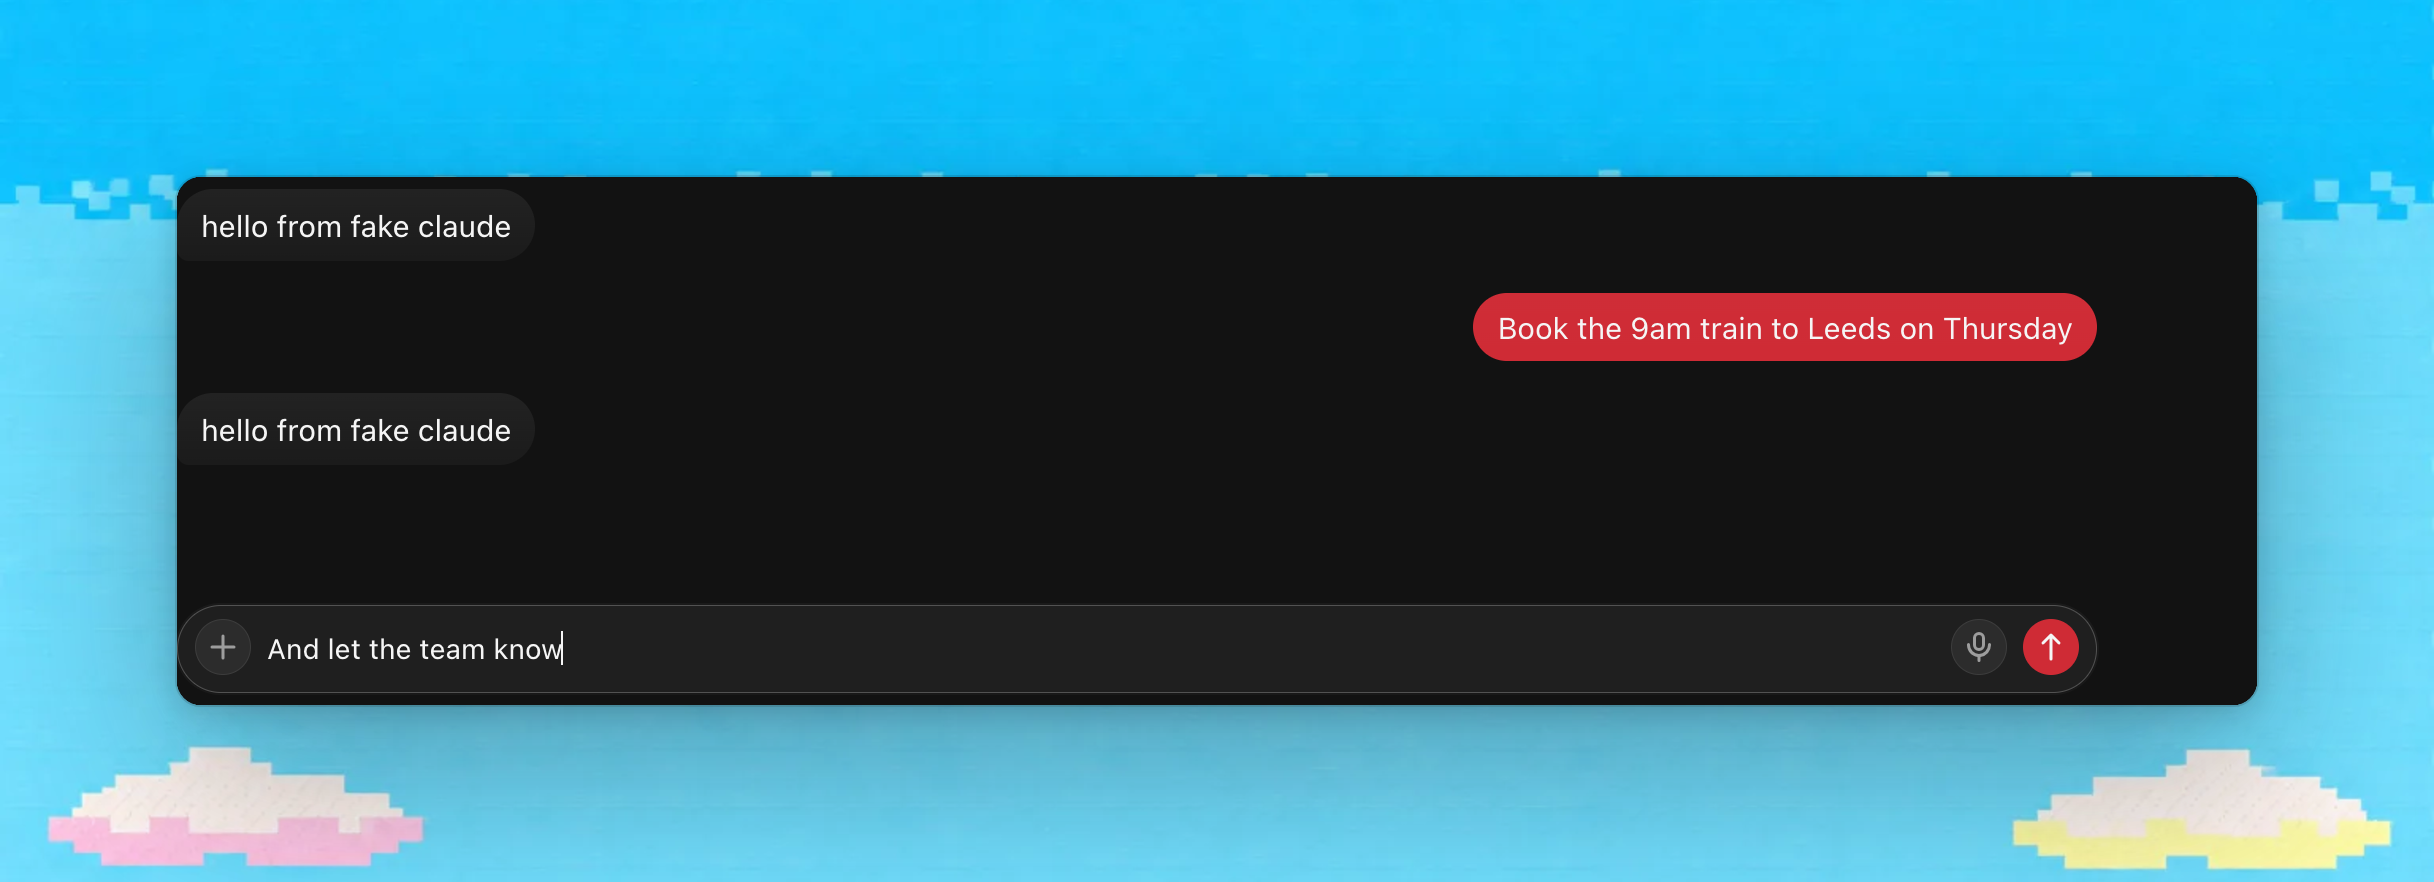 hello from fake claude
Book the 9am train to Leeds on Thursday
hello from fake claude
And let the team know